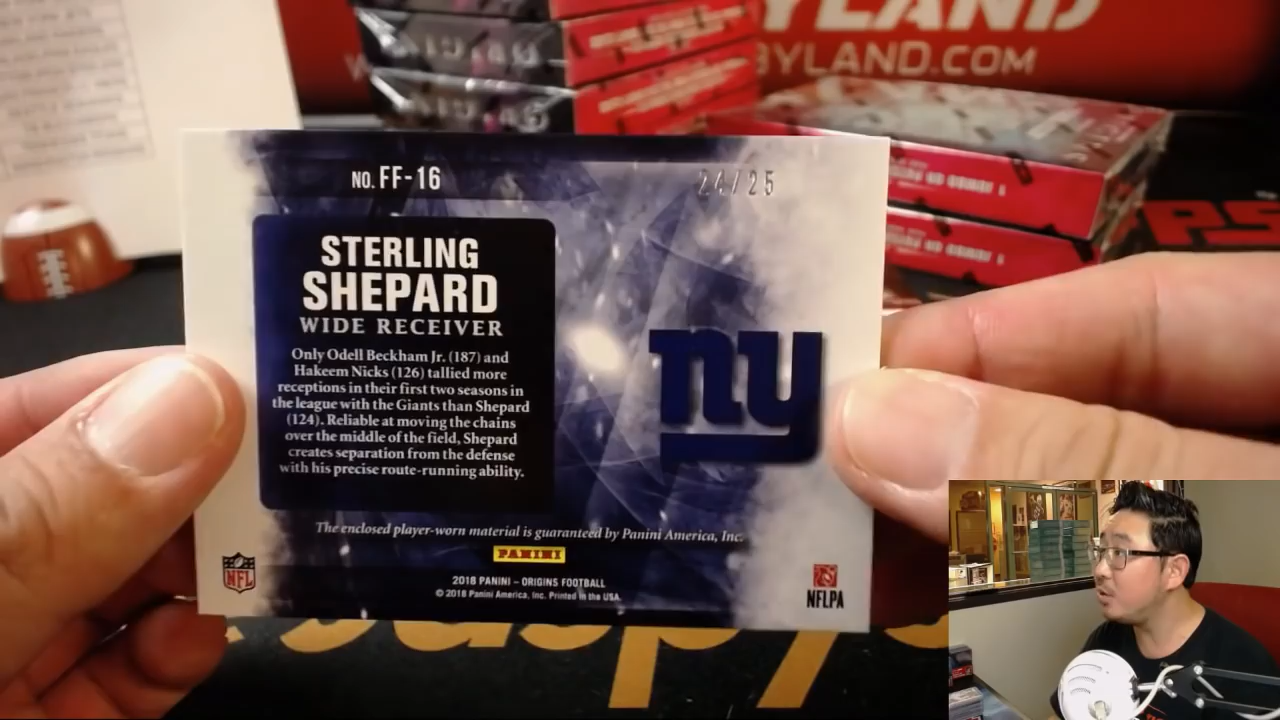 YLAND
BYLAND.COM
NO. FF-16
24/25
STERLING
SHEPARD
WIDE RECEIVER
Only Odell Beckham Jr. (187) and
Hakeem Nicks (126) tallied more
receptions in their first two seasons in
the league with the Giants than Shepard
(124). Reliable at moving the chains
over the middle of the field, Shepard
creates separation from the defense
with his precise route-running ability.
ny
The enclosed player-worn material is guaranteed by Panini America, Inc.
PANINI
NFL
2018 PANINI – ORIGINS FOOTBALL
© 2018 Panini America, Inc. Printed in the USA.
NFLPA